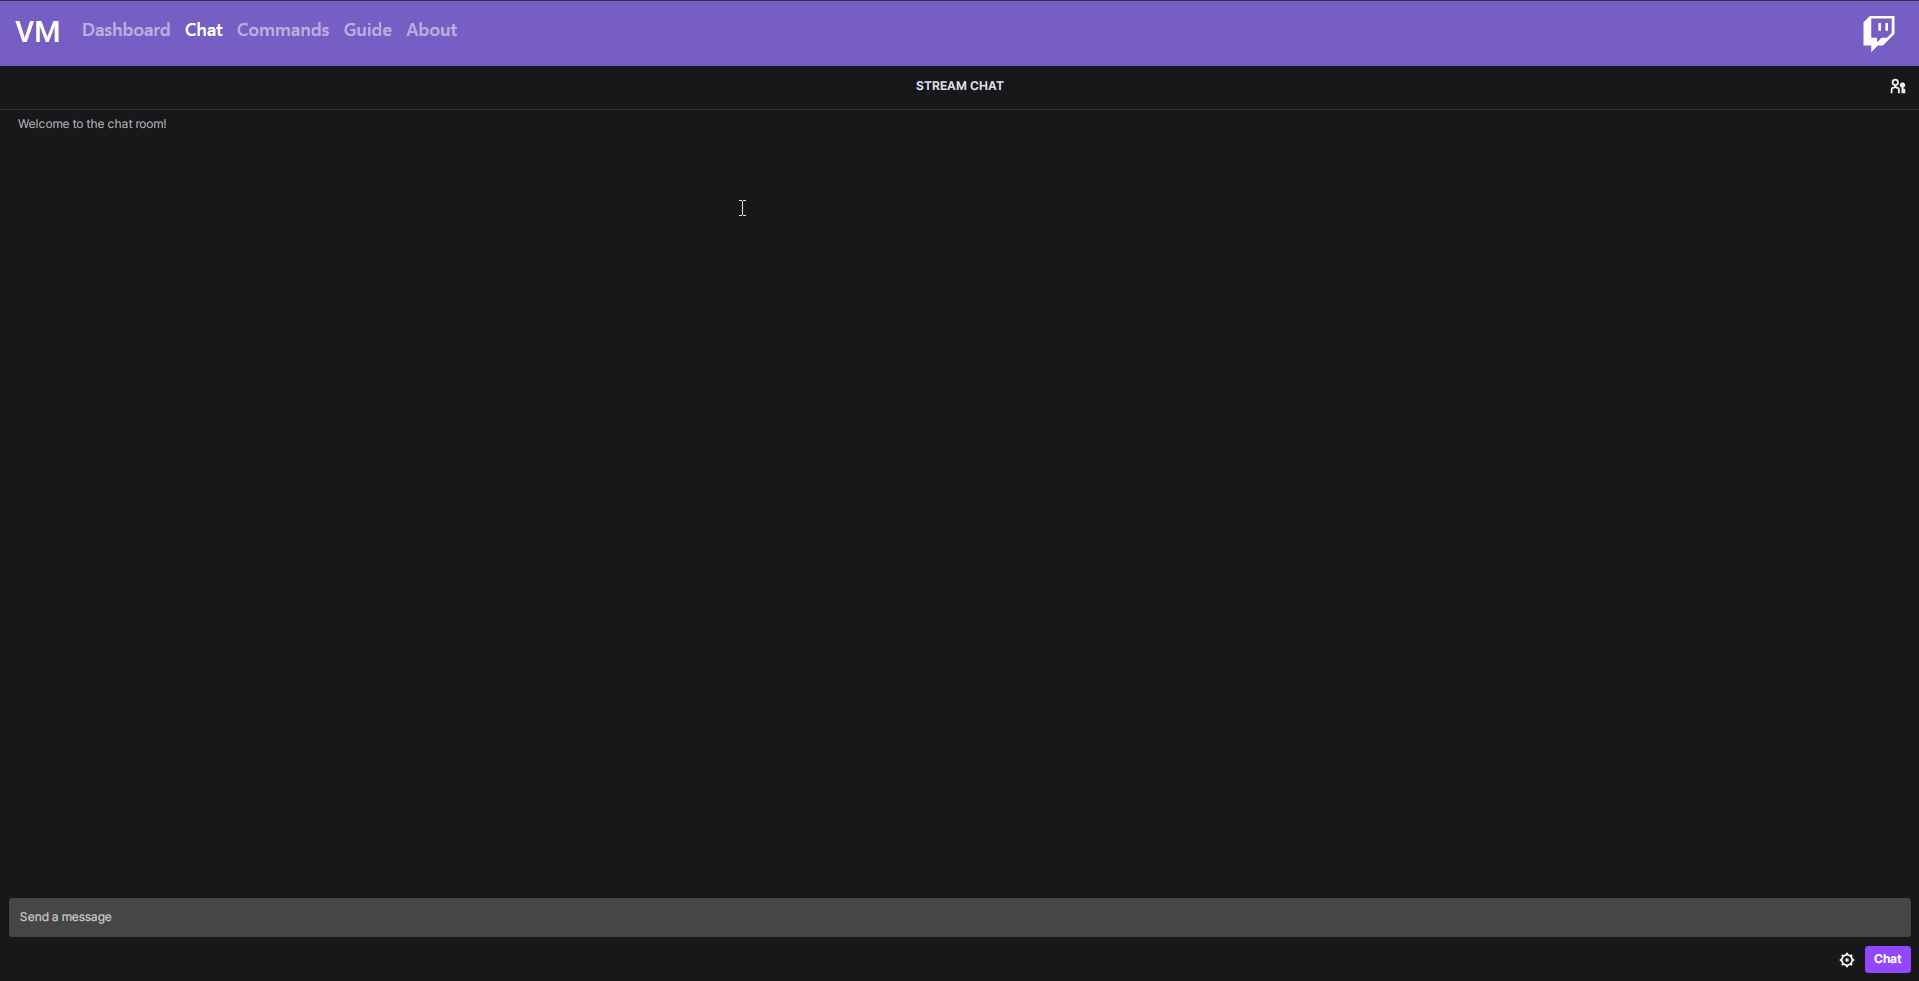 VM Dashboard Chat Commands Guide About
STREAM CHAT
Welcome to the chat room!
Send a message
Chat